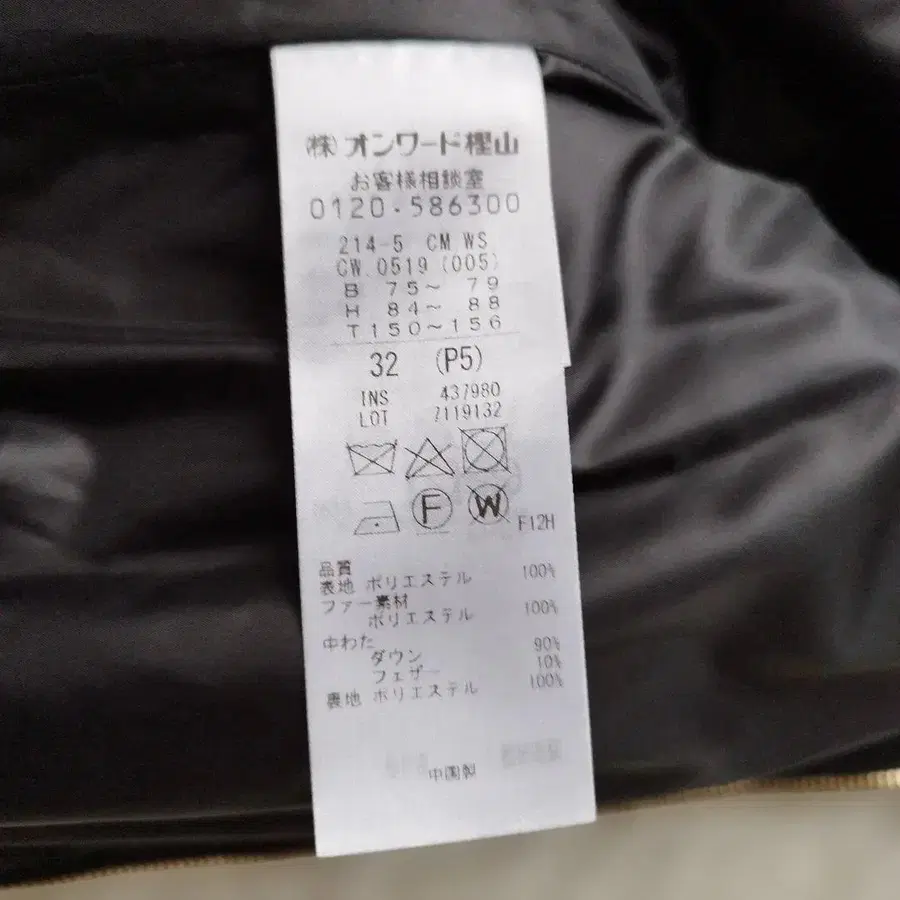 ㈱オンワード樫山
お客様相談室
0120-586300
214-5 CM WS
CW.0519 (005)
B 75～ 79
H 84～ 88
T150～156
32 (P5)
INS 437980
LOT 7119132
F
W
F12H
品質
表地 ポリエステル 100%
ファー素材
ポリエステル 100%
中わた
ダウン 90%
フェザー 10%
裏地 ポリエステル 100%
中国製